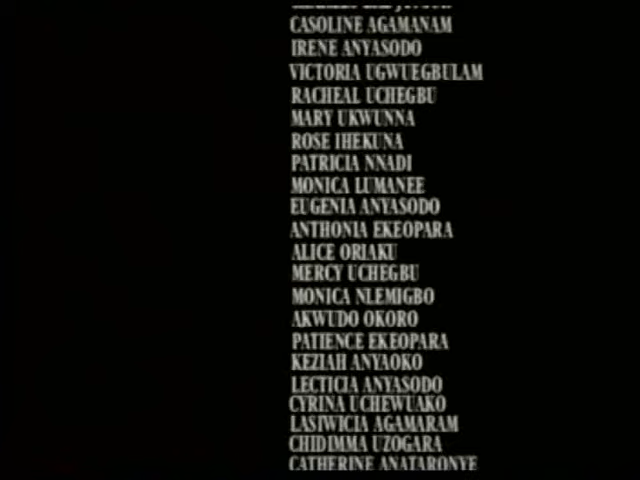 CASOLINE AGAMANAM
IRENE ANYASODO
VICTORIA UGWUEGBULAM
RACHEAL UCHEGBU
MARY UKWUNNA
ROSE IHEKUNA
PATRICIA NNADI
MONICA LUMANEE
EUGENIA ANYASODO
ANTHONIA EKEOPARA
ALICE ORIAKU
MERCY UCHEGBU
MONICA NLEMIGBO
AKWUDO OKORO
PATIENCE EKEOPARA
KEZIAH ANYAOKO
LECTICIA ANYASODO
CYRINA UCHEWUAKO
LASIWICIA AGAMARAM
CHIDIMMA UZOGARA
CATHERINE ANATARONYE